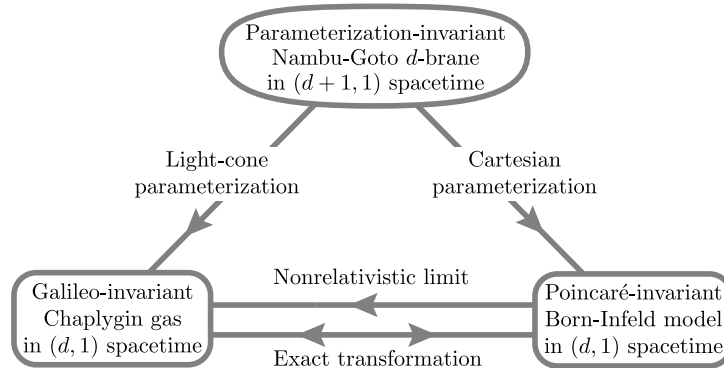 Parameterization-invariant
Nambu-Goto d-brane
in (d + 1, 1) spacetime
Light-cone
parameterization
Cartesian
parameterization
Galileo-invariant
Chaplygin gas
in (d, 1) spacetime
Nonrelativistic limit
Exact transformation
Poincaré-invariant
Born-Infeld model
in (d, 1) spacetime